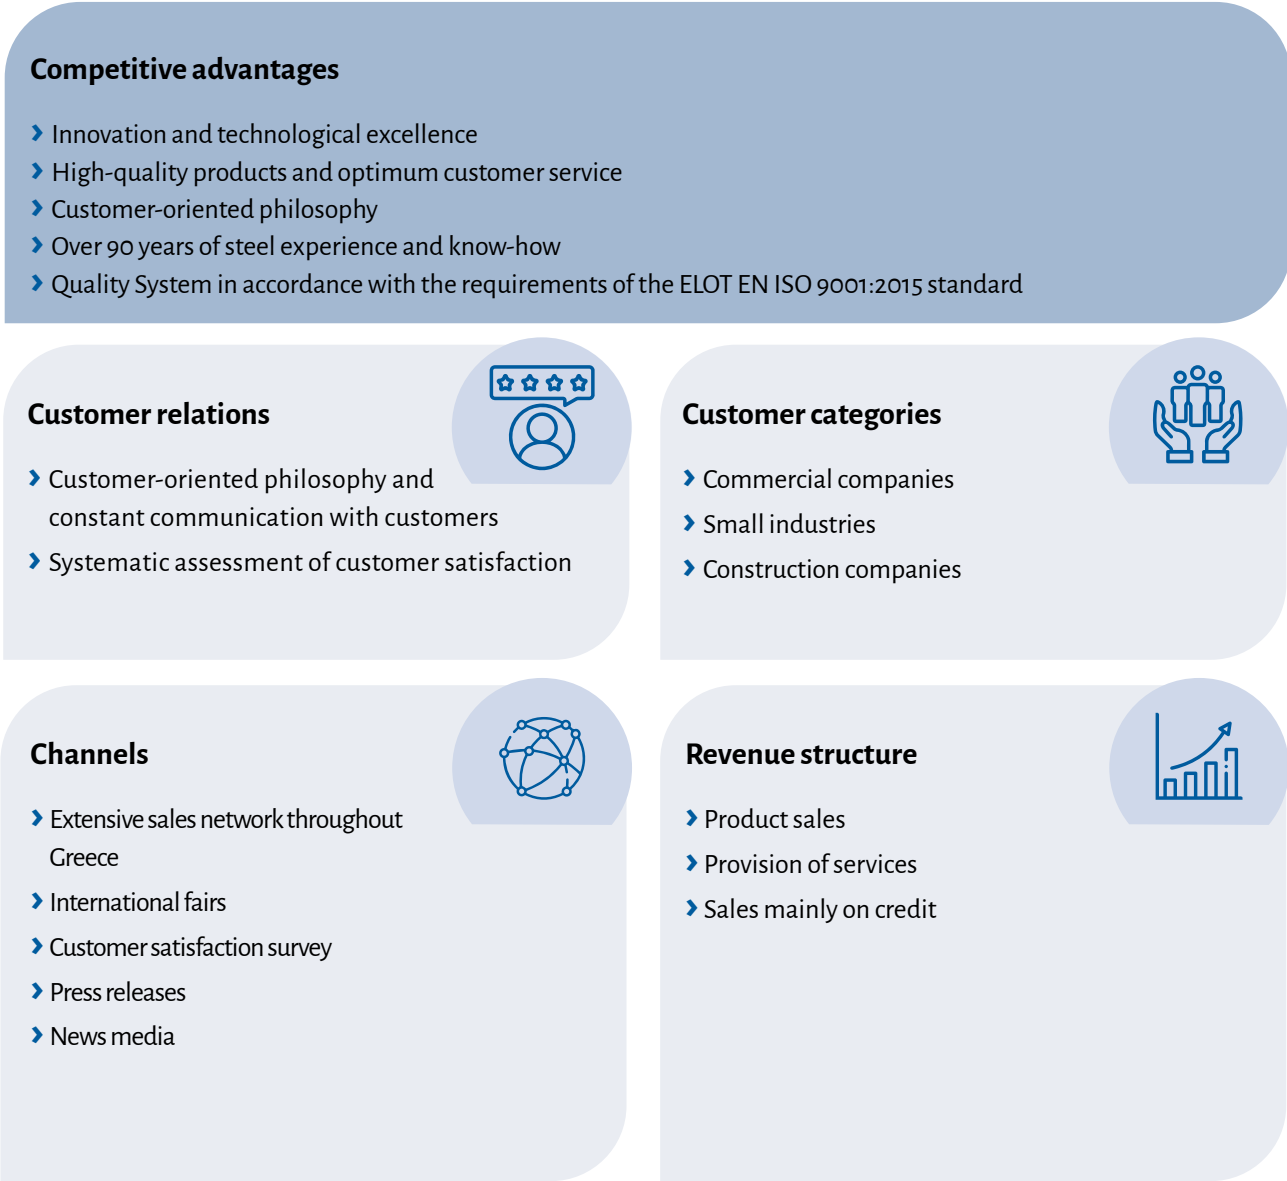 Competitive advantages
Innovation and technological excellence
High-quality products and optimum customer service
Customer-oriented philosophy
Over 90 years of steel experience and know-how
Quality System in accordance with the requirements of the ELOT EN ISO 9001:2015 standard
Customer relations
Customer-oriented philosophy and
constant communication with customers
Systematic assessment of customer satisfaction
Customer categories
Commercial companies
Small industries
Construction companies
Channels
Extensive sales network throughout
Greece
International fairs
Customer satisfaction survey
Press releases
News media
Revenue structure
Product sales
Provision of services
Sales mainly on credit